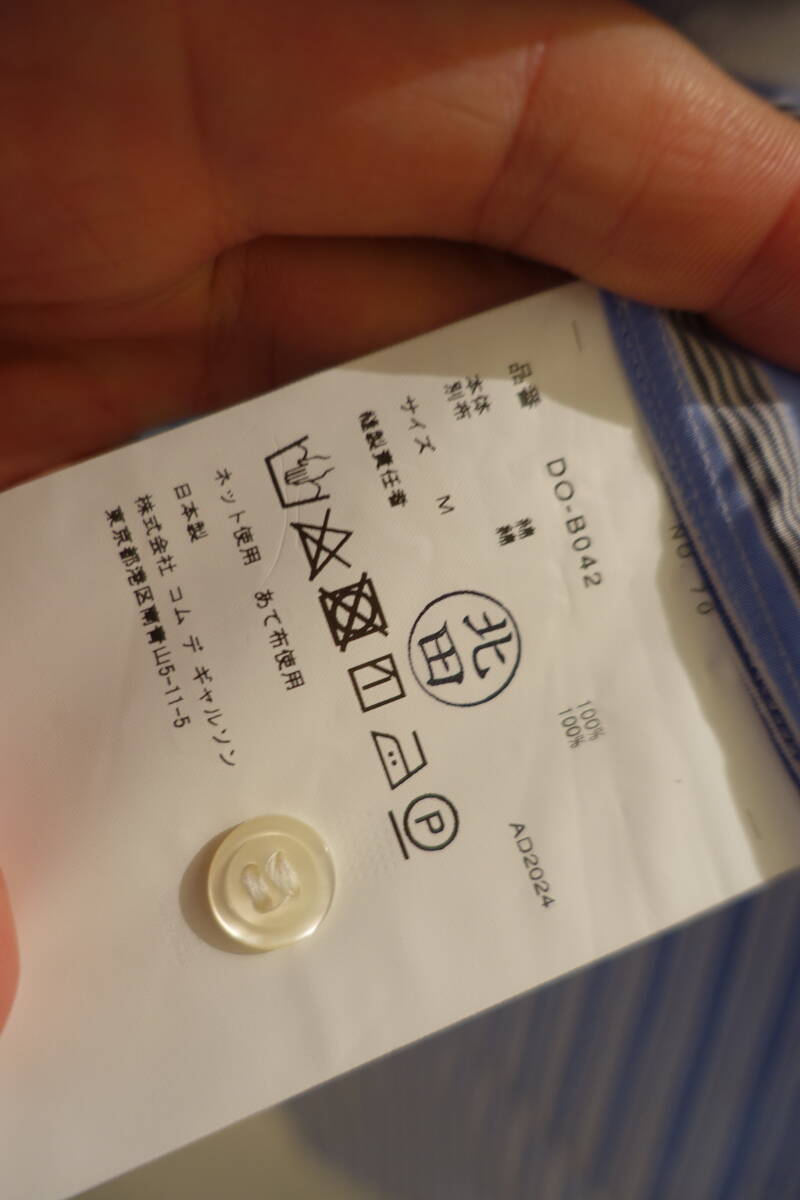 NO. 70
品番 DO-B042
本体 綿 100%
別布 綿 100%
サイズ M AD2024
縫製責任者 北田
P
ネット使用 あて布使用
日本製
株式会社 コム デ ギャルソン
東京都港区南青山5-11-5